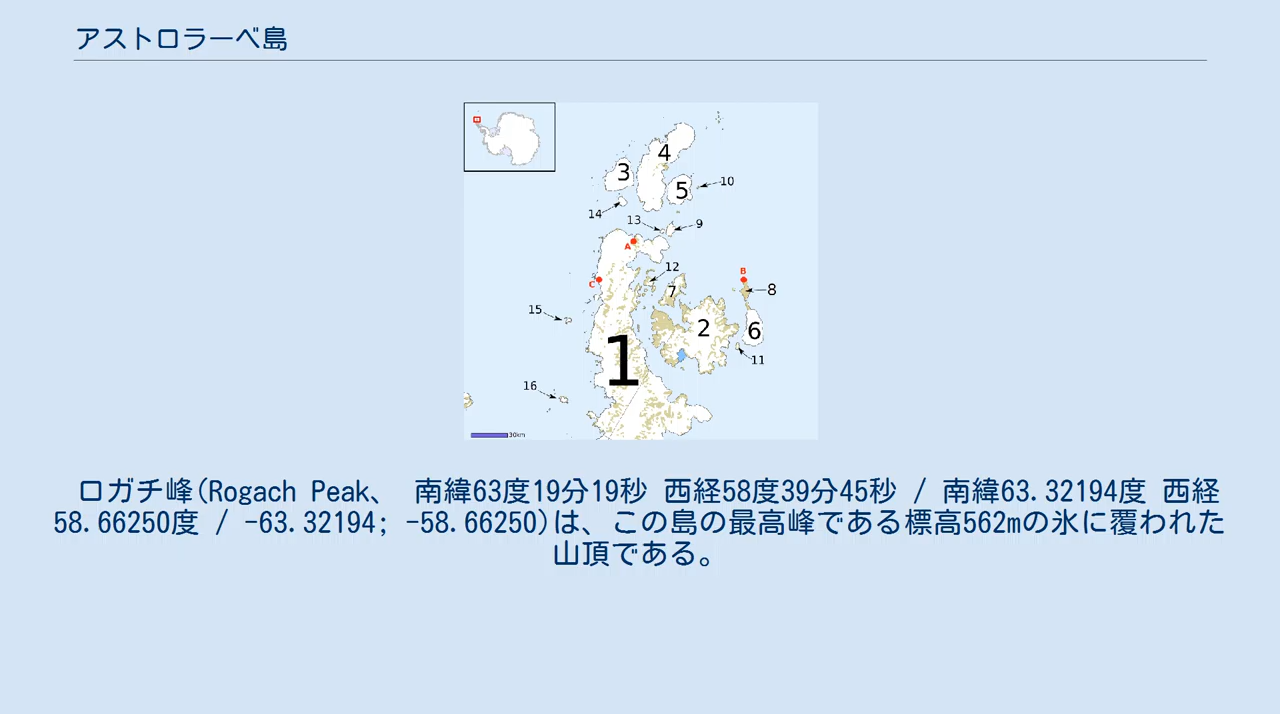 アストロラーベ島
4
3
5
10
14
13
9
A
12
B
C
7
8
15
2
6
11
1
16
30km
ロガチ峰(Rogach Peak、 南緯63度19分19秒 西経58度39分45秒 / 南緯63.32194度 西経
58.66250度 / -63.32194; -58.66250)は、この島の最高峰である標高562mの氷に覆われた
山頂である。